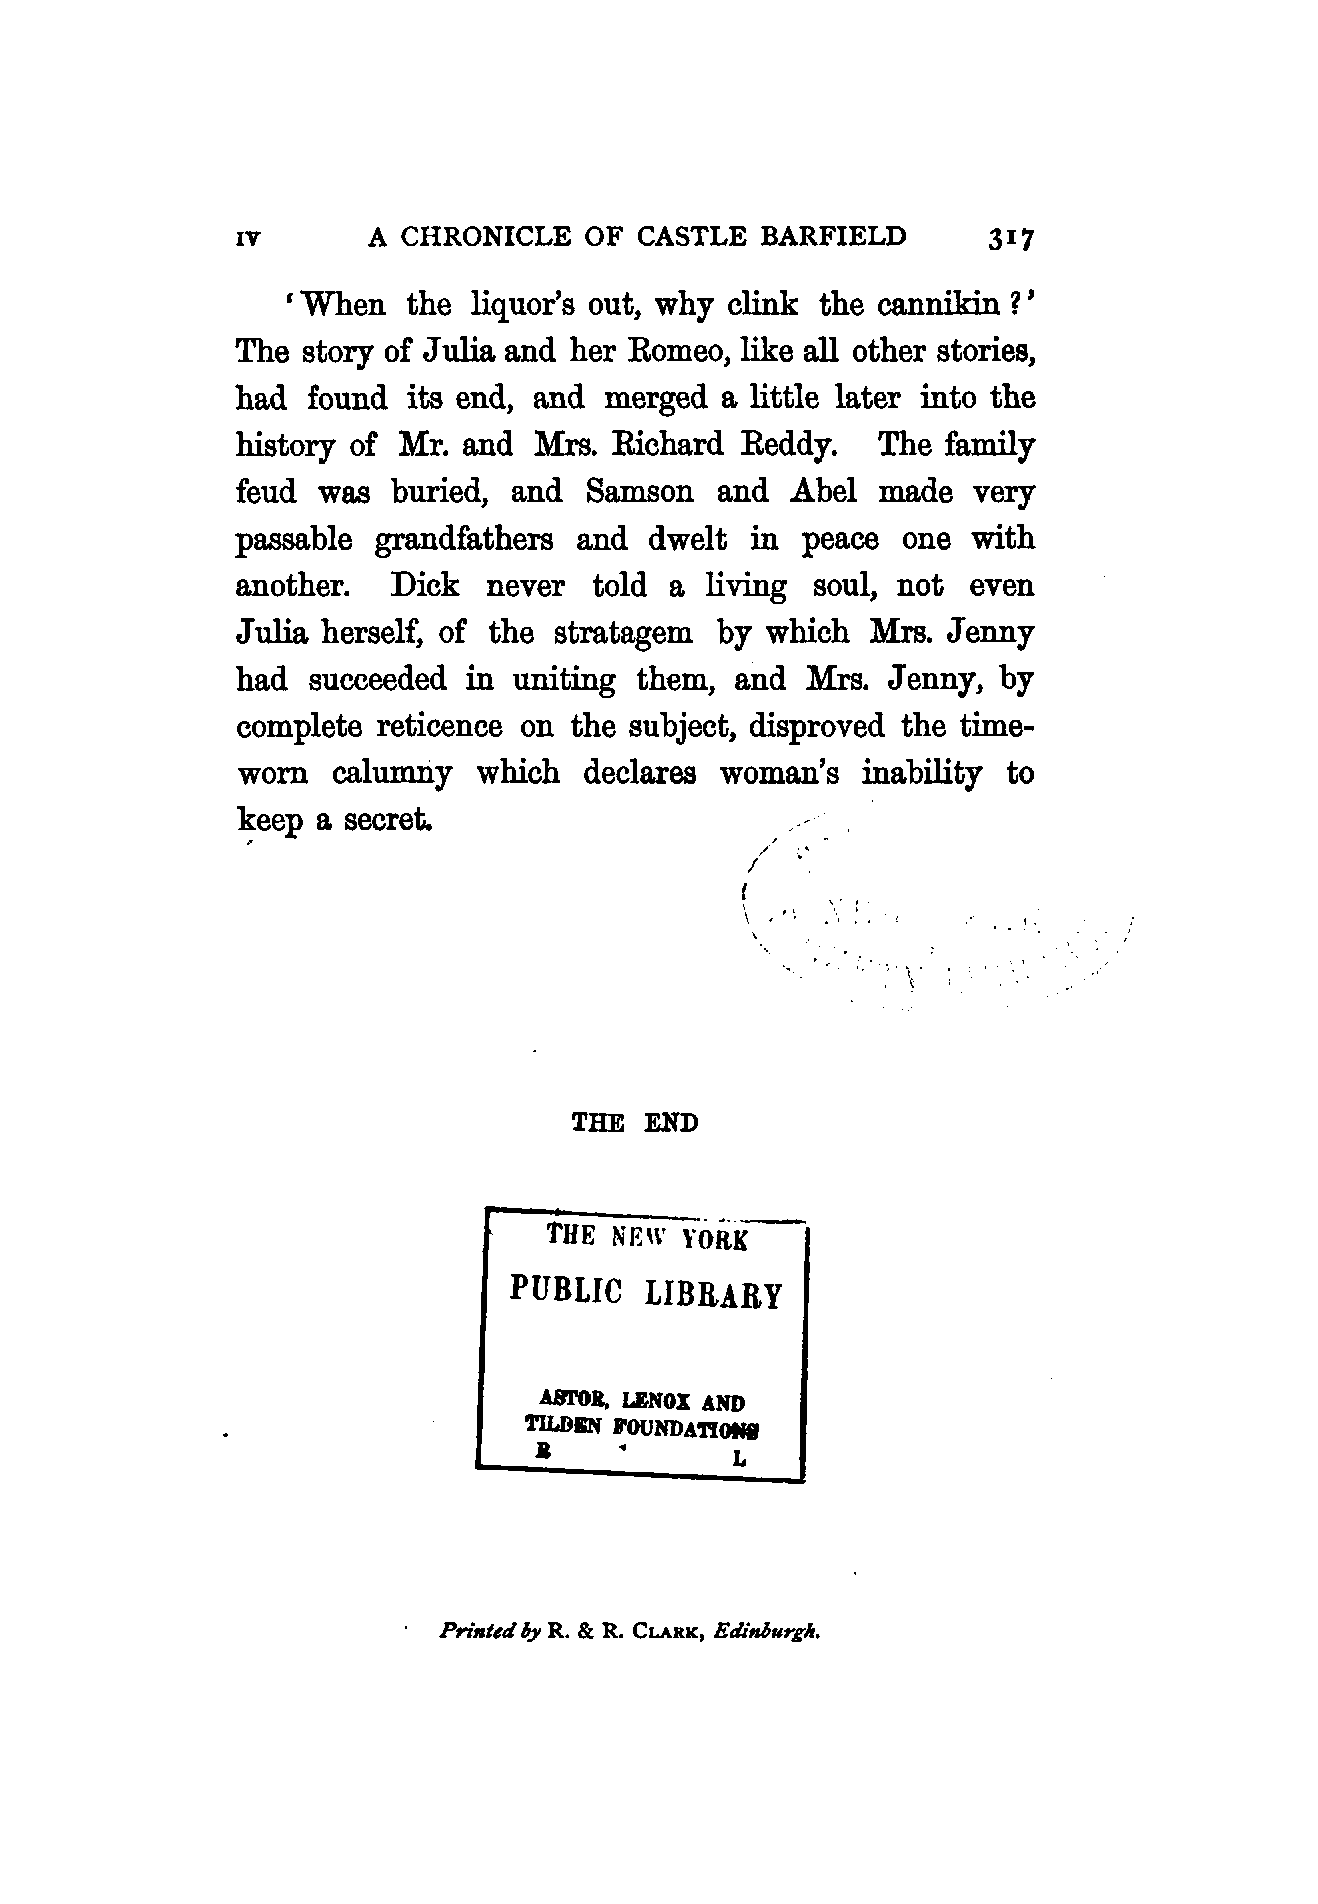 IV A CHRONICLE OF CASTLE BARFIELD 317
'When the liquor's out, why clink the cannikin?'
The story of Julia and her Romeo, like all other stories,
had found its end, and merged a little later into the
history of Mr. and Mrs. Richard Reddy. The family
feud was buried, and Samson and Abel made very
passable grandfathers and dwelt in peace one with
another. Dick never told a living soul, not even
Julia herself, of the stratagem by which Mrs. Jenny
had succeeded in uniting them, and Mrs. Jenny, by
complete reticence on the subject, disproved the time-
worn calumny which declares woman's inability to
keep a secret.
THE END
THE NEW YORK
PUBLIC LIBRARY
ASTOR, LENOX AND
TILDEN FOUNDATIONS
R L
Printed by R. & R. CLARK, Edinburgh.